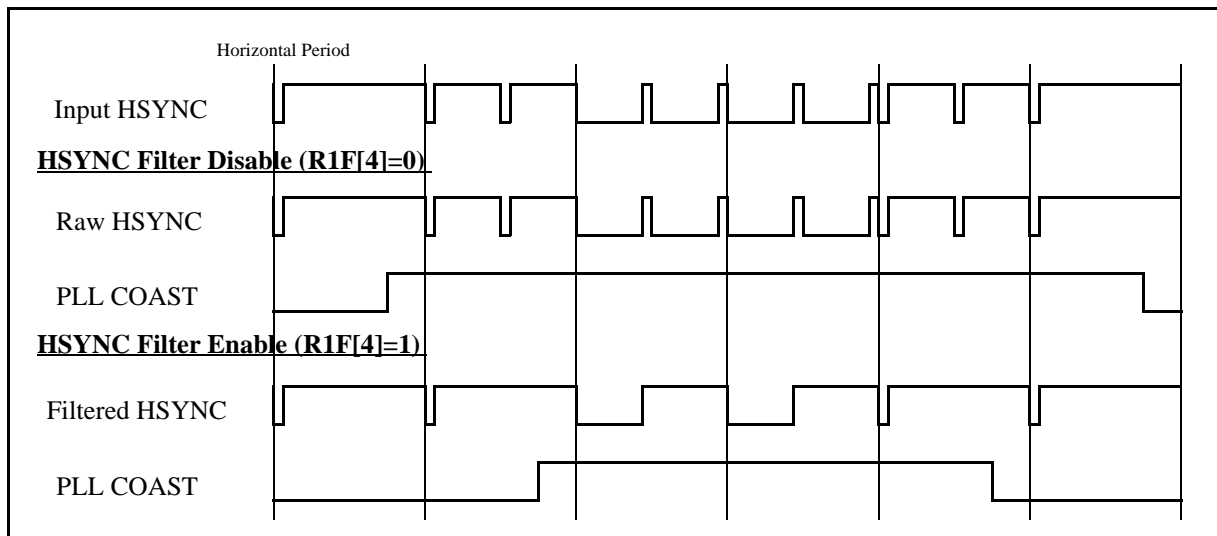 Horizontal Period
Input HSYNC
HSYNC Filter Disable (R1F[4]=0)
Raw HSYNC
PLL COAST
HSYNC Filter Enable (R1F[4]=1)
Filtered HSYNC
PLL COAST